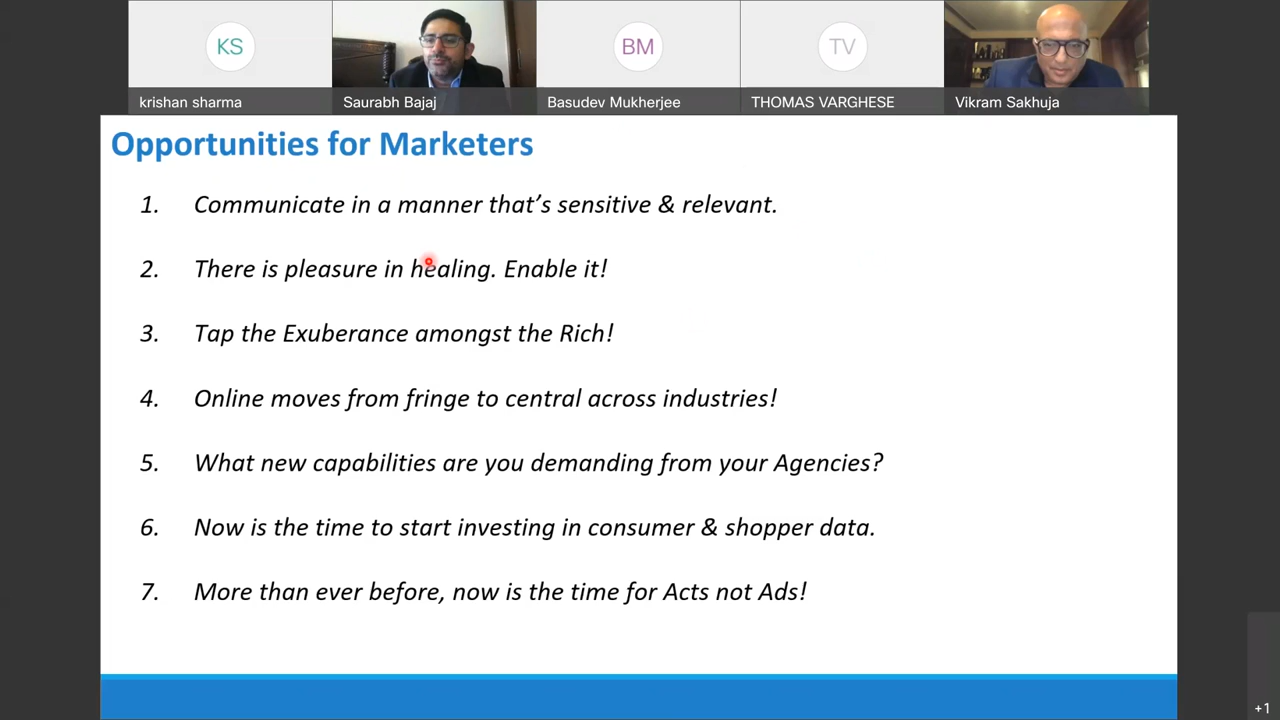 KS
BM
TV
krishan sharma
Saurabh Bajaj
Basudev Mukherjee
THOMAS VARGHESE
Vikram Sakhuja
Opportunities for Marketers
1. Communicate in a manner that's sensitive & relevant.
2. There is pleasure in healing. Enable it!
3. Tap the Exuberance amongst the Rich!
4. Online moves from fringe to central across industries!
5. What new capabilities are you demanding from your Agencies?
6. Now is the time to start investing in consumer & shopper data.
7. More than ever before, now is the time for Acts not Ads!
+1